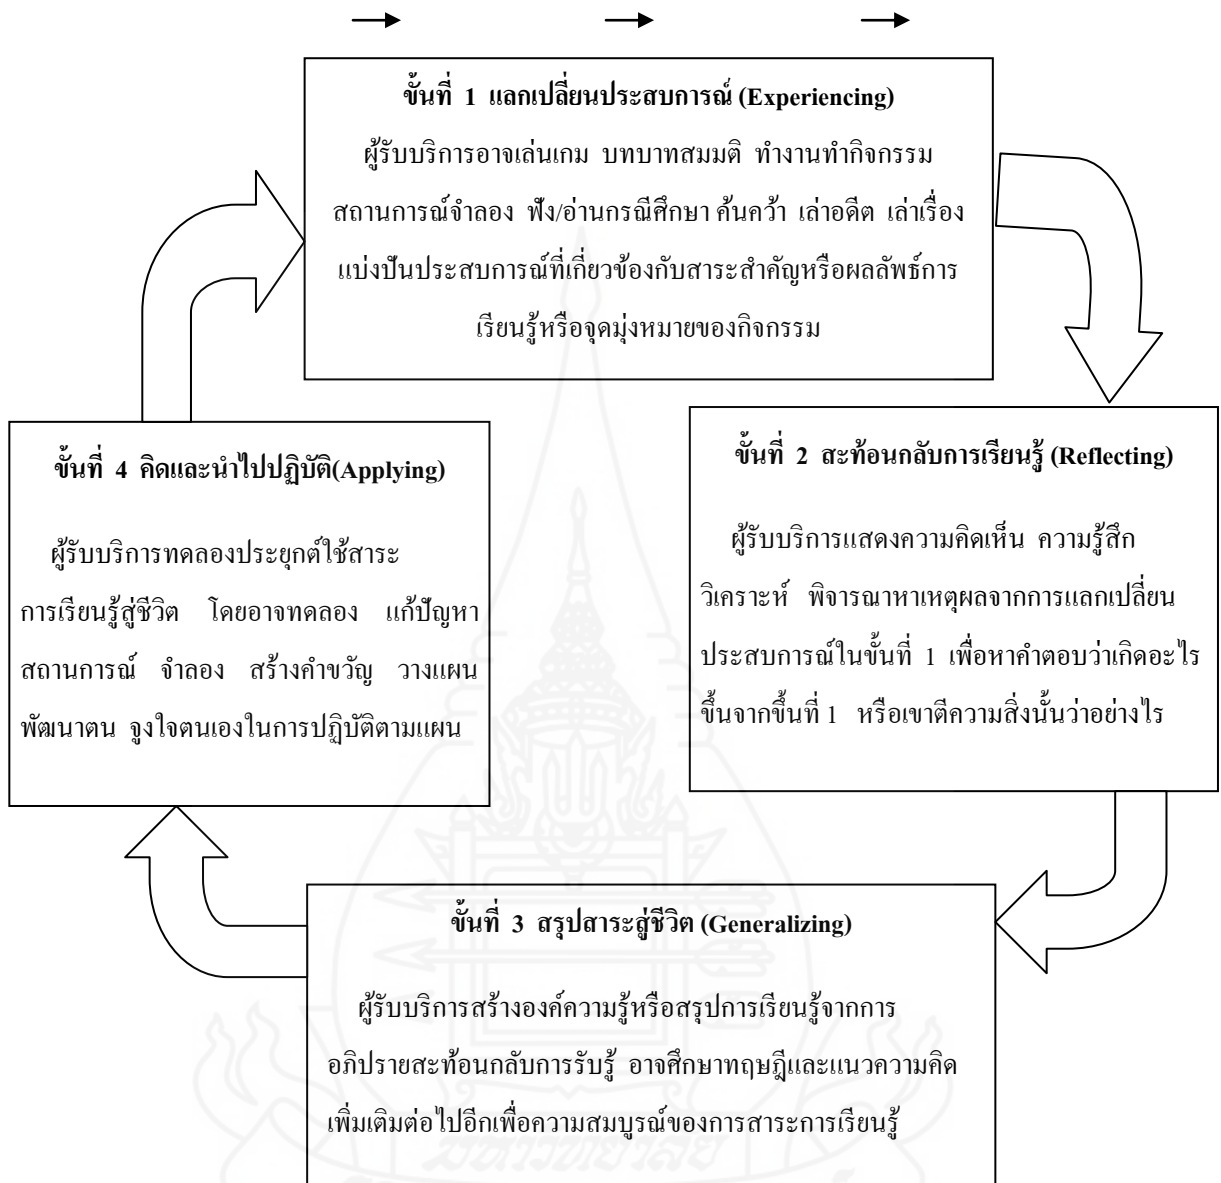 ขั้นที่ 1 แลกเปลี่ยนประสบการณ์ (Experiencing)
ผู้รับบริการอาจเล่นเกม บทบาทสมมติ ทำงานทำกิจกรรม
สถานการณ์จำลอง ฟัง/อ่านกรณีศึกษา ค้นคว้า เล่าอดีต เล่าเรื่อง
แบ่งปันประสบการณ์ที่เกี่ยวข้องกับสาระสำคัญหรือผลลัพธ์การ
เรียนรู้หรือจุดมุ่งหมายของกิจกรรม
ขั้นที่ 2 สะท้อนกลับการเรียนรู้ (Reflecting)
ผู้รับบริการแสดงความคิดเห็น ความรู้สึก
วิเคราะห์ พิจารณาหาเหตุผลจากการแลกเปลี่ยน
ประสบการณ์ในขั้นที่ 1 เพื่อหาคำตอบว่าเกิดอะไร
ขึ้นจากขึ้นที่ 1 หรือเขาตีความสิ่งนั้นว่าอย่างไร
ขั้นที่ 3 สรุปสาระสู่ชีวิต (Generalizing)
ผู้รับบริการสร้างองค์ความรู้หรือสรุปการเรียนรู้จากการ
อภิปรายสะท้อนกลับการรับรู้ อาจศึกษาทฤษฎีและแนวความคิด
เพิ่มเติมต่อไปอีกเพื่อความสมบูรณ์ของการสาระการเรียนรู้
ขั้นที่ 4 คิดและนำไปปฏิบัติ(Applying)
ผู้รับบริการทดลองประยุกต์ใช้สาระ
การเรียนรู้สู่ชีวิต โดยอาจทดลอง แก้ปัญหา
สถานการณ์ จำลอง สร้างคำขวัญ วางแผน
พัฒนาตน จูงใจตนเองในการปฏิบัติตามแผน
มหาวิทยาลัย